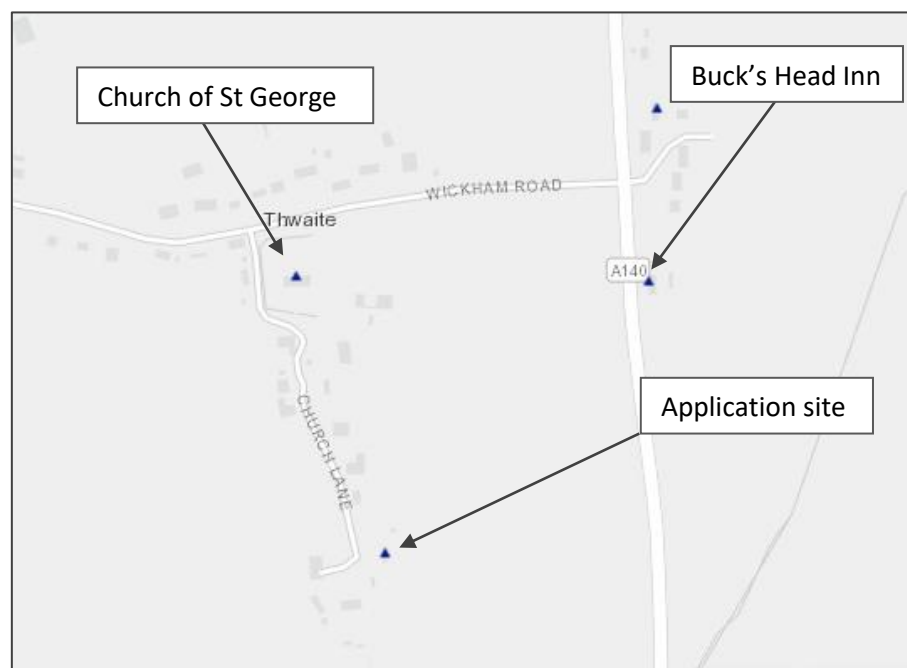 Buck's Head Inn
Church of St George
WICKHAM ROAD
Thwaite
A140
Application site
CHURCH LANE